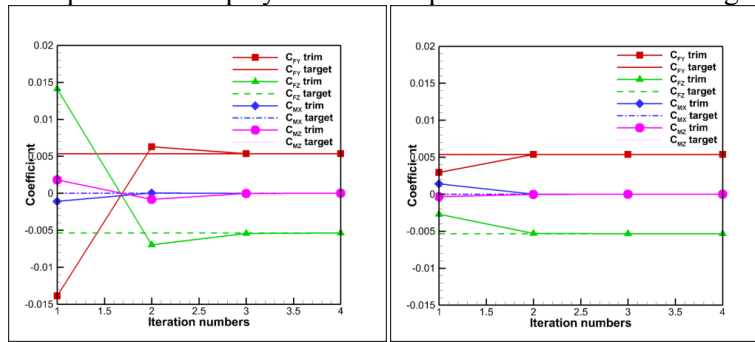 0.02
0.015
0.01
0.005
0
-0.005
-0.01
-0.015
Coefficient
1 1.5 2 2.5 3 3.5 4
Iteration numbers
C_FY trim
C_FY target
C_FZ trim
C_FZ target
C_MX trim
C_MX target
C_MZ trim
C_MZ target
0.02
0.015
0.01
0.005
0
-0.005
-0.01
-0.015
Coefficient
1 1.5 2 2.5 3 3.5 4
Iteration numbers
C_FY trim
C_FY target
C_FZ trim
C_FZ target
C_MX trim
C_MX target
C_MZ trim
C_MZ target